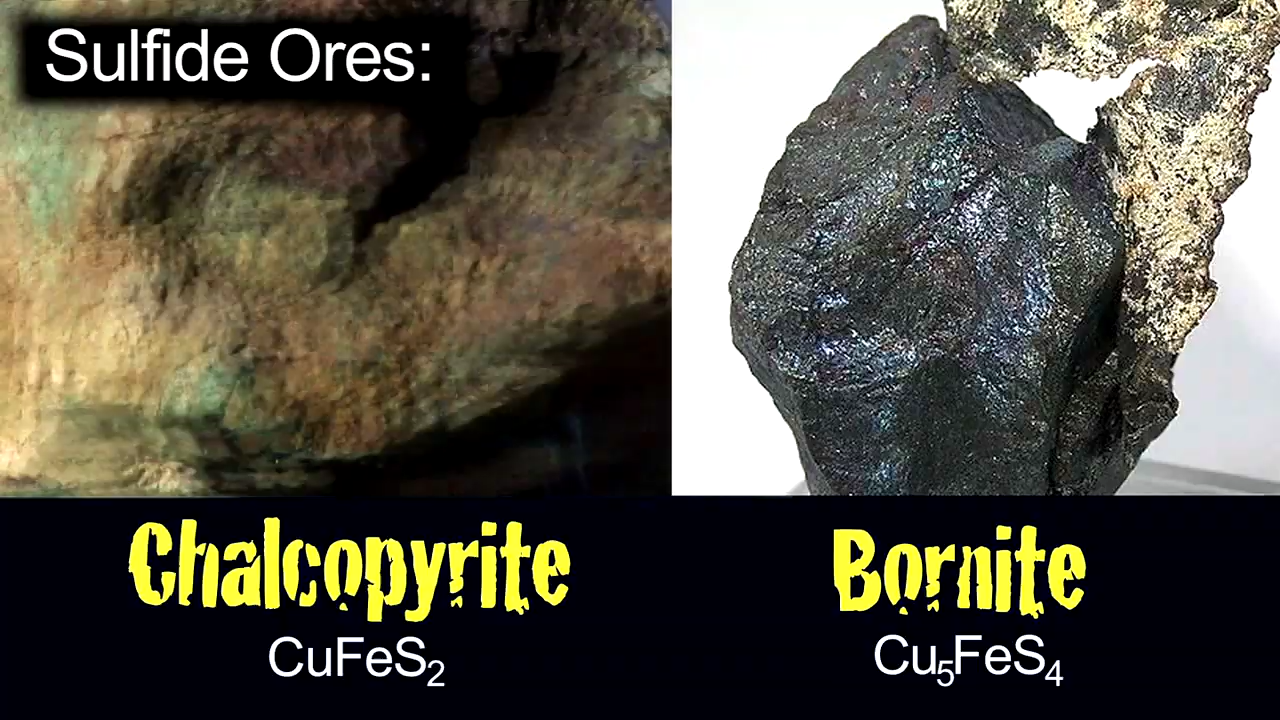 Sulfide Ores:
Chalcopyrite
CuFeS₂
Bornite
Cu₅FeS₄